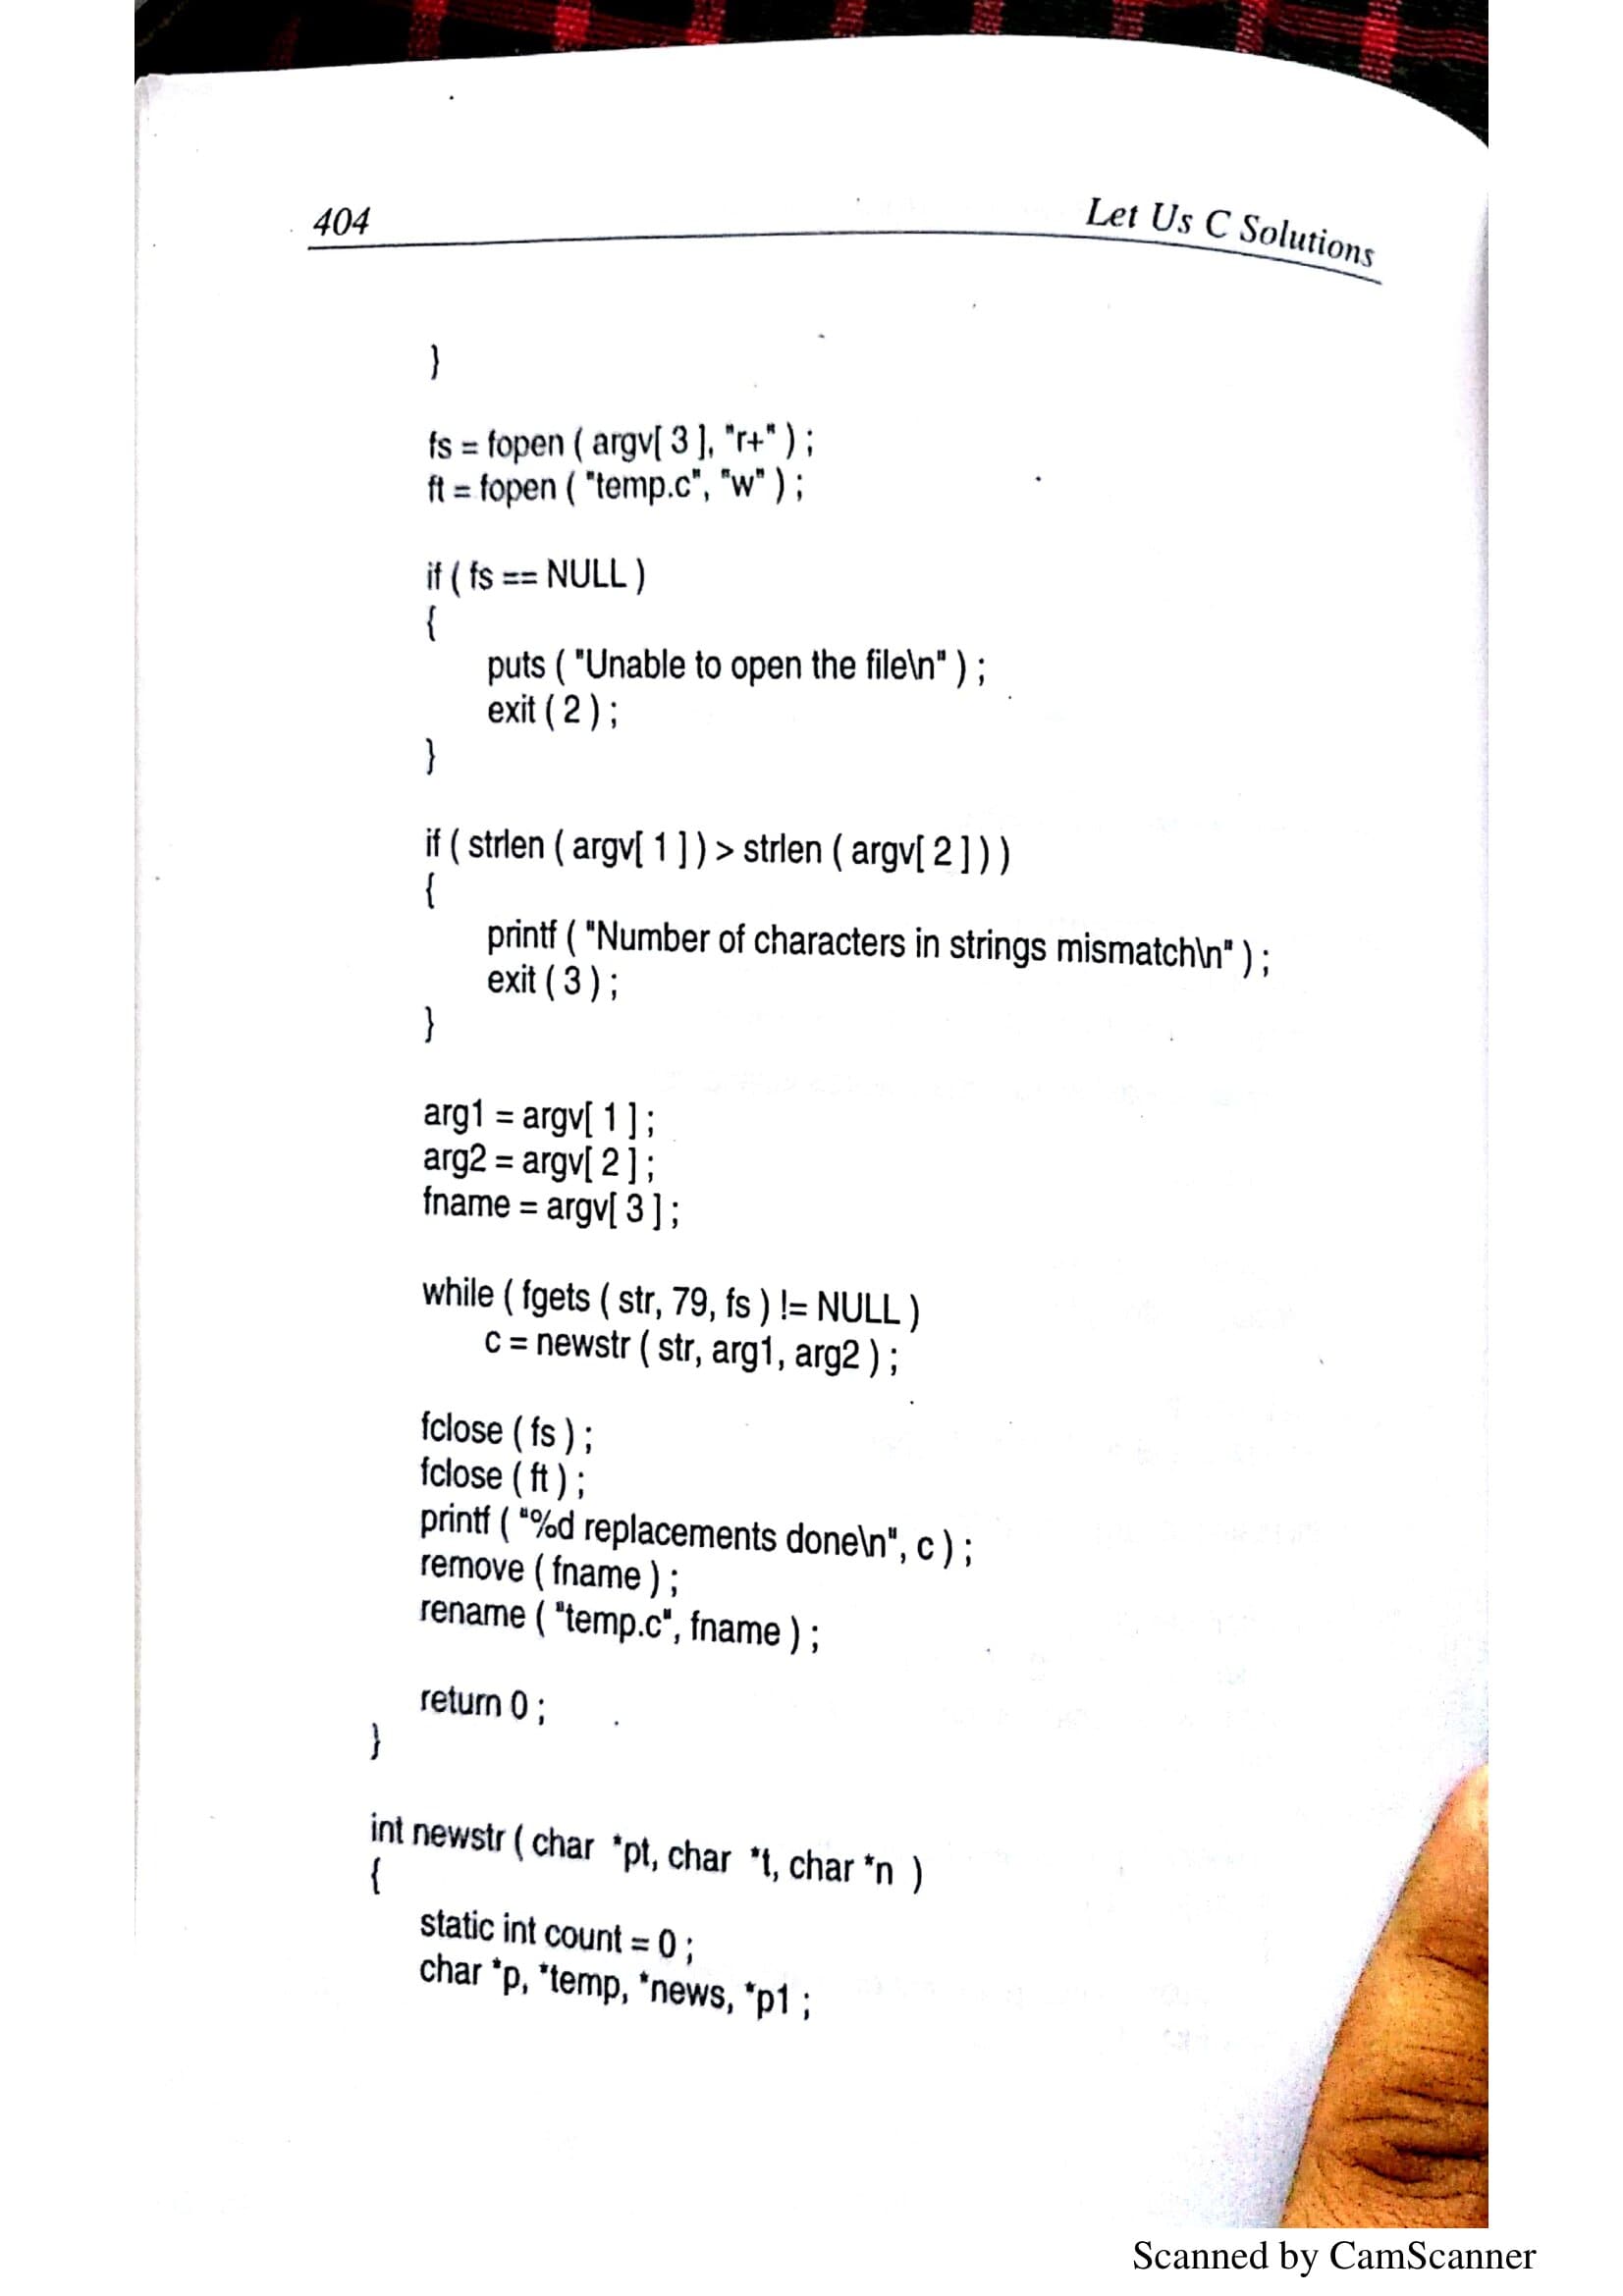 404
Let Us C Solutions
}
fs = fopen ( argv[ 3 ], "r+" ) ;
ft = fopen ( "temp.c", "w" ) ;
if ( fs == NULL )
{
puts ( "Unable to open the file\n" ) ;
exit ( 2 ) ;
}
if ( strlen ( argv[ 1 ] ) > strlen ( argv[ 2 ] ) )
{
printf ( "Number of characters in strings mismatch\n" ) ;
exit ( 3 ) ;
}
arg1 = argv[ 1 ] ;
arg2 = argv[ 2 ] ;
fname = argv[ 3 ] ;
while ( fgets ( str, 79, fs ) != NULL )
c = newstr ( str, arg1, arg2 ) ;
fclose ( fs ) ;
fclose ( ft ) ;
printf ( "%d replacements done\n", c ) ;
remove ( fname ) ;
rename ( "temp.c", fname ) ;
return 0 ;
}
int newstr ( char *pt, char *t, char *n )
{
static int count = 0 ;
char *p, *temp, *news, *p1 ;
Scanned by CamScanner